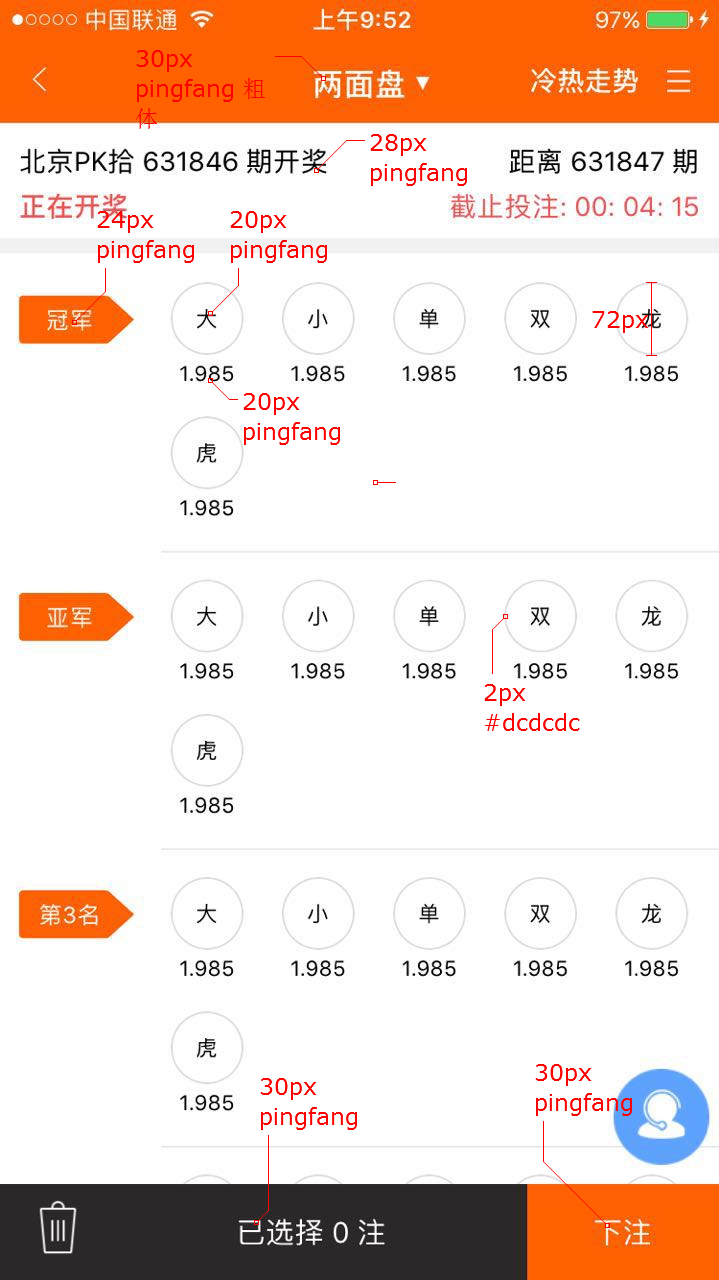 中国联通 上午9:52 97%
30px
pingfang 粗
体
两面盘 ▼ 冷热走势
28px
pingfang
北京PK拾 631846 期开奖 距离 631847 期
正在开奖 截止投注: 00: 04: 15
24px
pingfang
20px
pingfang
冠军 大 小 单 双 龙
72px
1.985 1.985 1.985 1.985 1.985
20px
pingfang
虎
1.985
亚军 大 小 单 双 龙
1.985 1.985 1.985 1.985 1.985
2px
#dcdcdc
虎
1.985
第3名 大 小 单 双 龙
1.985 1.985 1.985 1.985 1.985
虎
1.985
30px
pingfang
30px
pingfang
已选择 0 注 下注